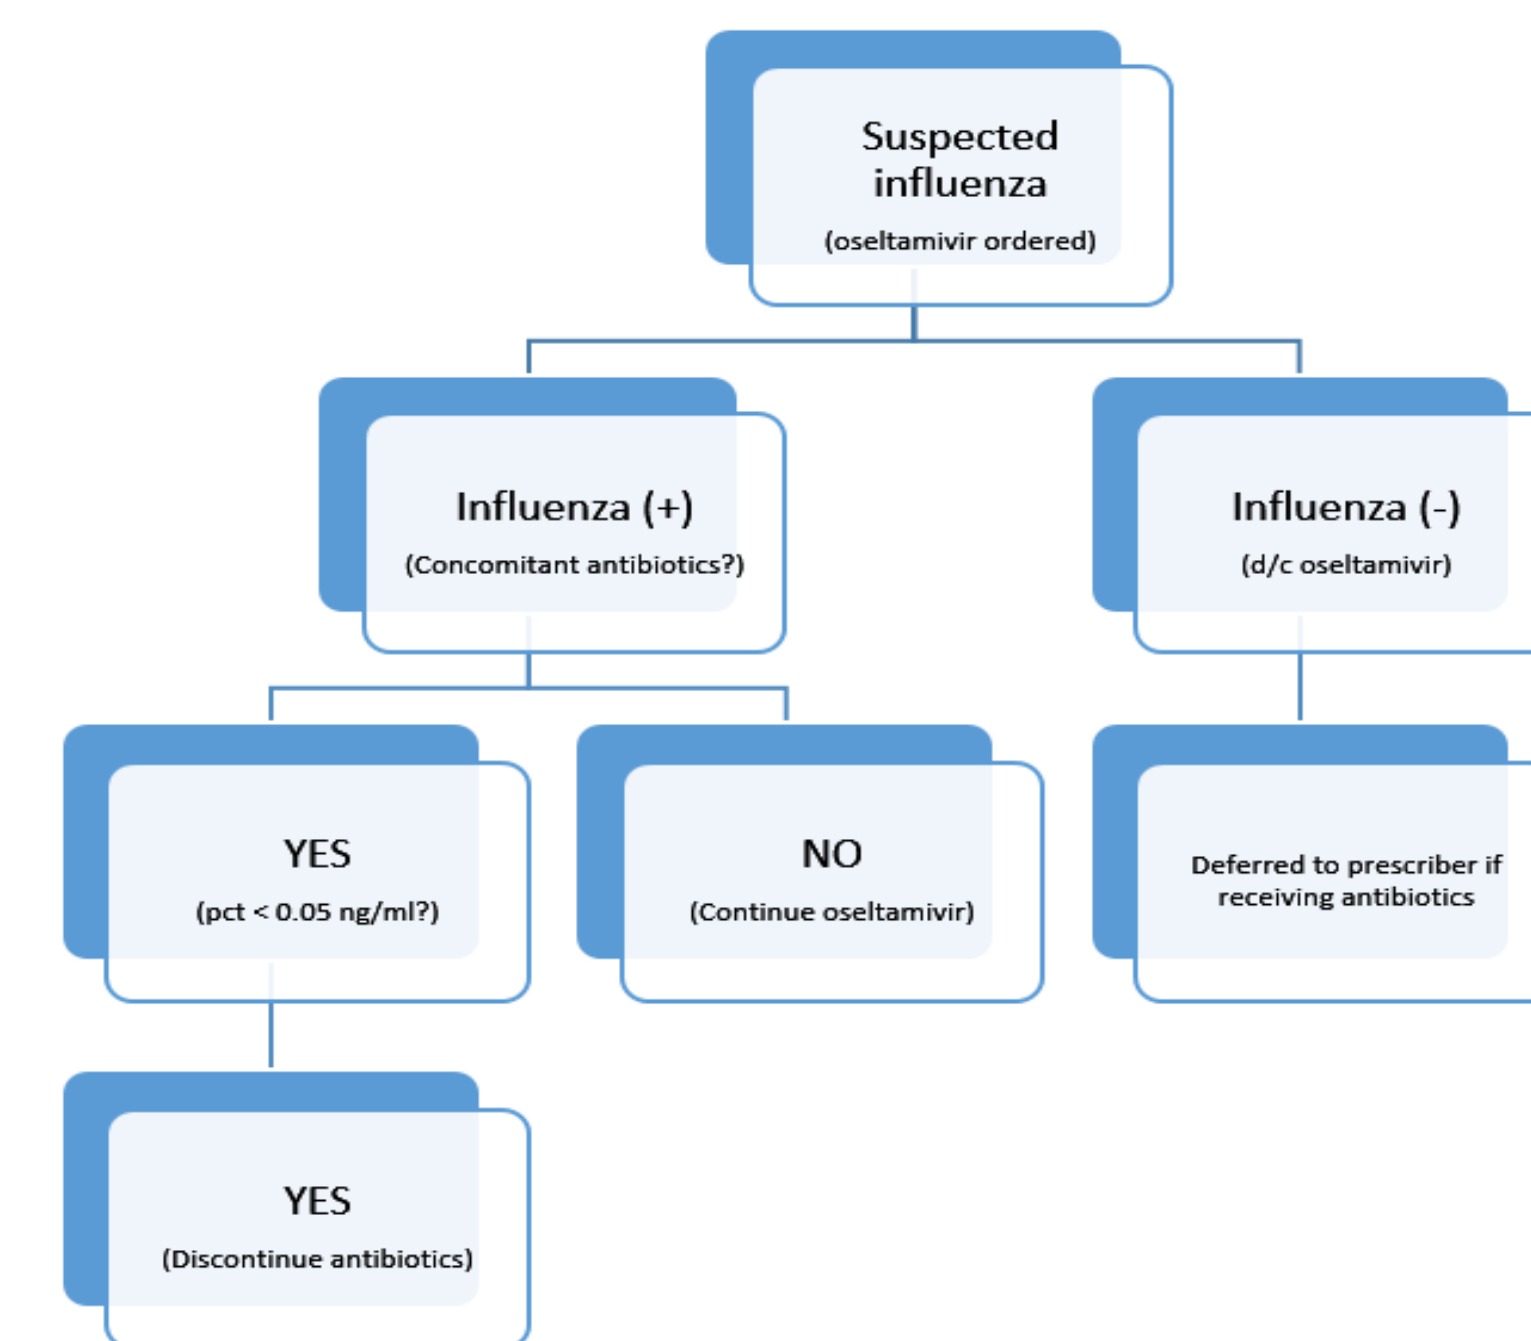 Suspected
influenza
(oseltamivir ordered)
Influenza (+)
(Concomitant antibiotics?)
Influenza (-)
(d/c oseltamivir)
YES
(pct < 0.05 ng/ml?)
NO
(Continue oseltamivir)
Deferred to prescriber if
receiving antibiotics
YES
(Discontinue antibiotics)